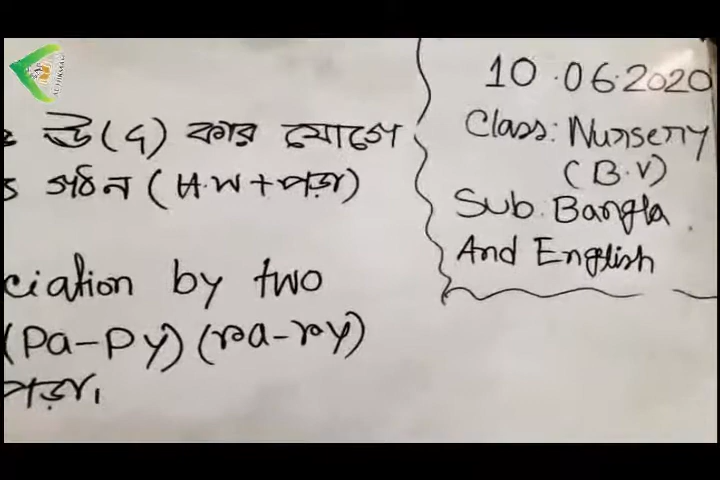 10.06.2020
Class: Nursery
(B.V)
Sub: Bangla
And English
ঊ(ূ) কার যোগে
গঠন (H.W + পড়া)
ciation by two
(Pa-Py) (ra-ry)
পড়া।